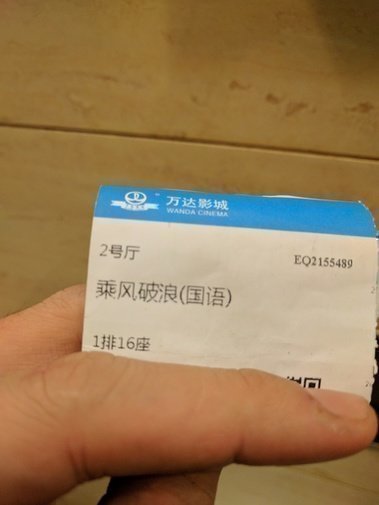 万达影城
WANDA CINEMA
2号厅
EQ2155489
乘风破浪(国语)
1排16座